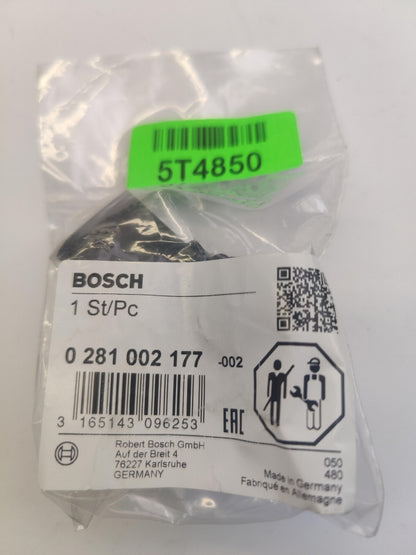 5T4850
BOSCH
1 St/Pc
0 281 002 177 -002
3 165143 096253
EAC
Robert Bosch GmbH
Auf der Breit 4
76227 Karlsruhe
GERMANY
050
480
Made in Germany
Fabriqué en Allemagne